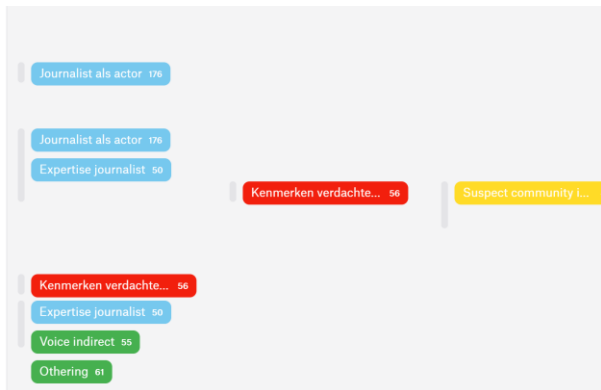 Journalist als actor 176
Journalist als actor 176
Expertise journalist 50
Kenmerken verdachte... 56
Suspect community i...
Kenmerken verdachte... 56
Expertise journalist 50
Voice indirect 55
Othering 61